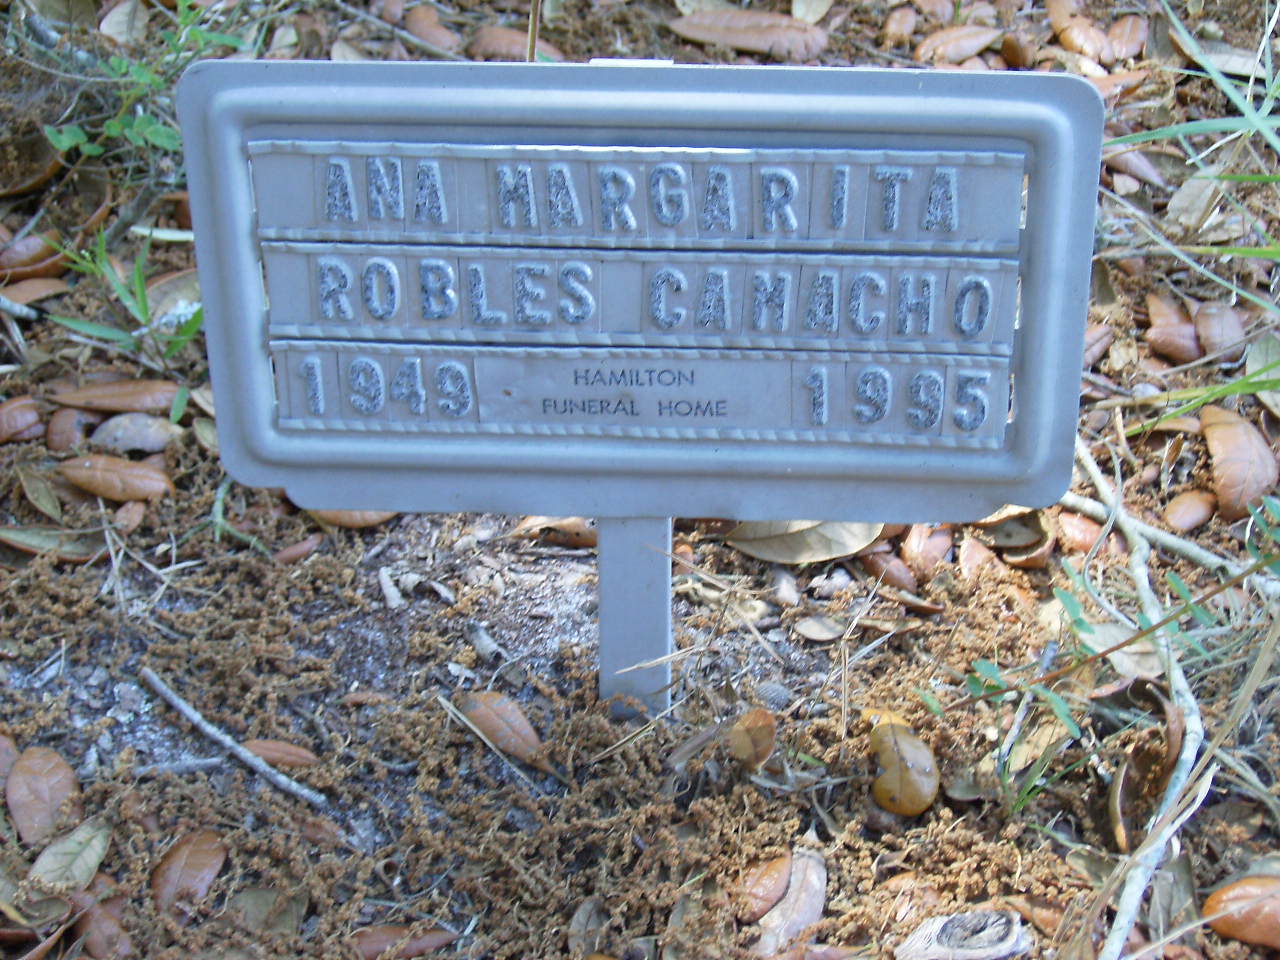 ANA MARGARITA
ROBLES CAMACHO
1949 HAMILTON FUNERAL HOME 1995